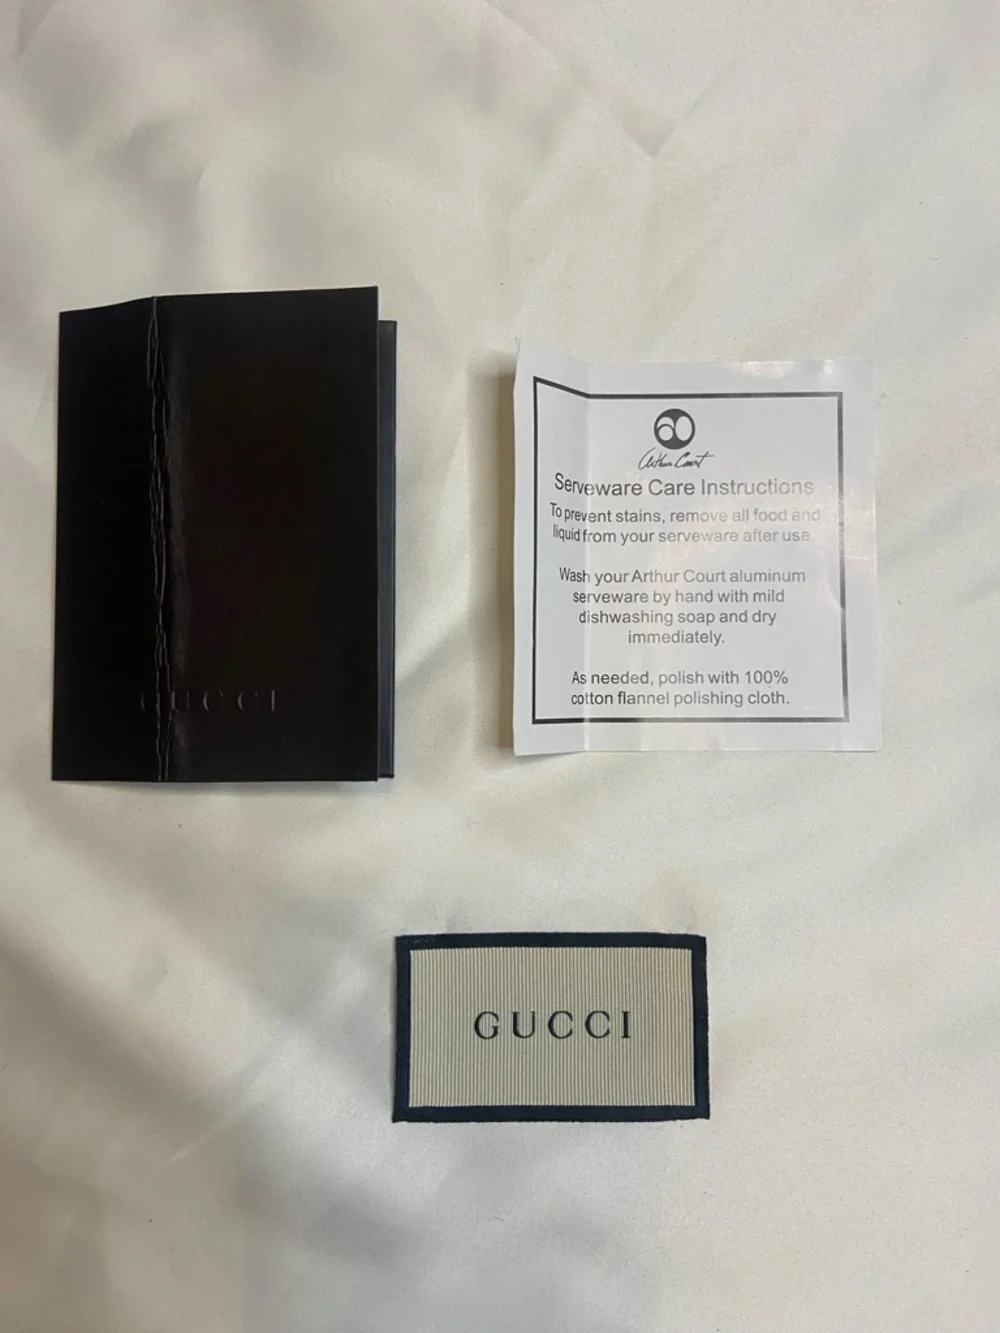 GUCCI
Arthur Court
Serveware Care Instructions
To prevent stains, remove all food and
liquid from your serveware after use.
Wash your Arthur Court aluminum
serveware by hand with mild
dishwashing soap and dry
immediately.
As needed, polish with 100%
cotton flannel polishing cloth.
GUCCI